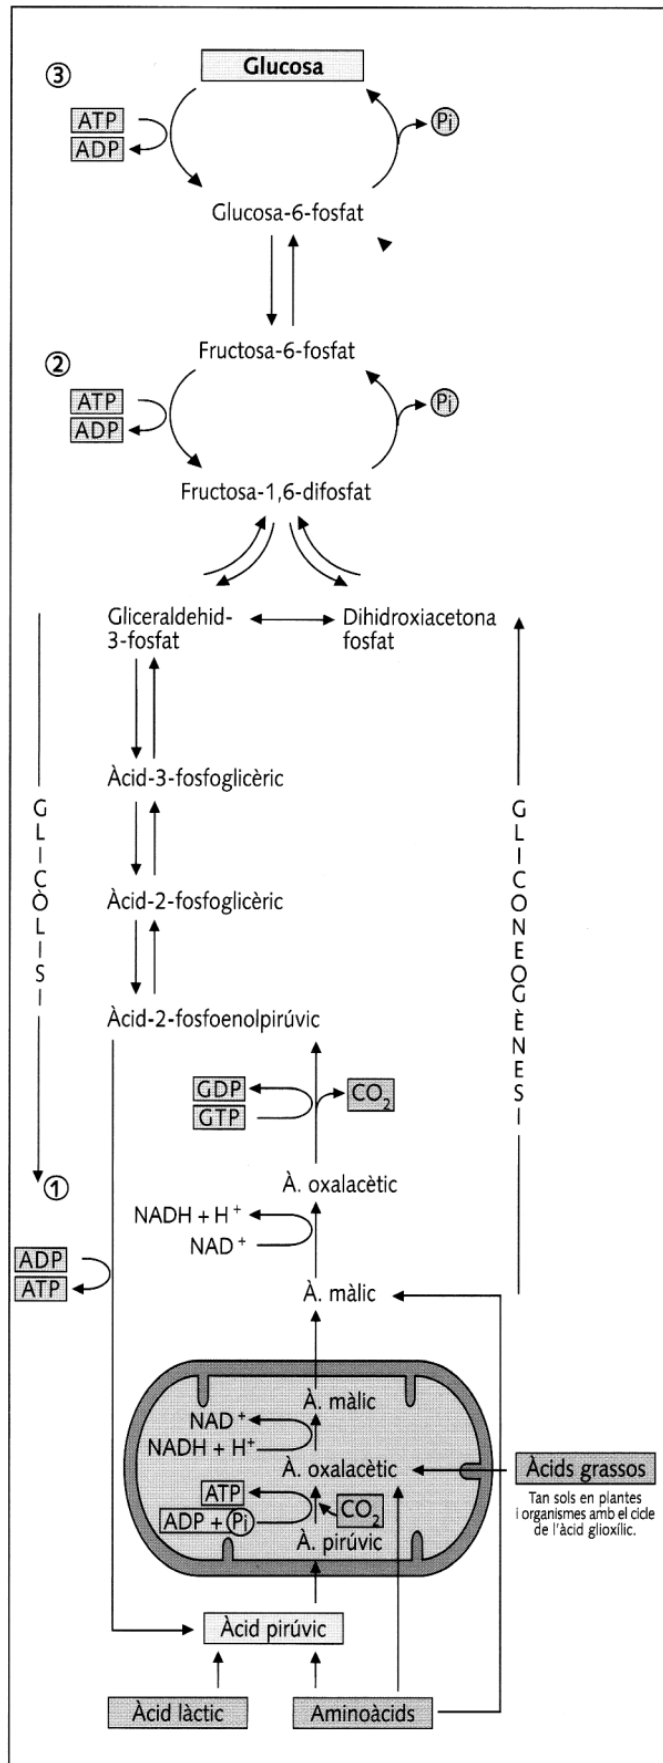 ③
Glucosa
ATP
ADP
Pi
Glucosa-6-fosfat
Fructosa-6-fosfat
②
ATP
ADP
Pi
Fructosa-1,6-difosfat
Gliceraldehid-
3-fosfat
Dihidroxiacetona
fosfat
Àcid-3-fosfoglicèric
GLICÒLISI
GLICONEOGÈNESI
Àcid-2-fosfoglicèric
Àcid-2-fosfoenolpirúvic
GDP
GTP
CO₂
①
À. oxalacètic
NADH + H⁺
NAD⁺
ADP
ATP
À. màlic
À. màlic
NAD⁺
NADH + H⁺
À. oxalacètic
Àcids grassos
Tan sols en plantes
i organismes amb el cicle
de l'àcid glioxílic.
ATP
ADP + Pi
CO₂
À. pirúvic
Àcid pirúvic
Àcid làctic
Aminoàcids